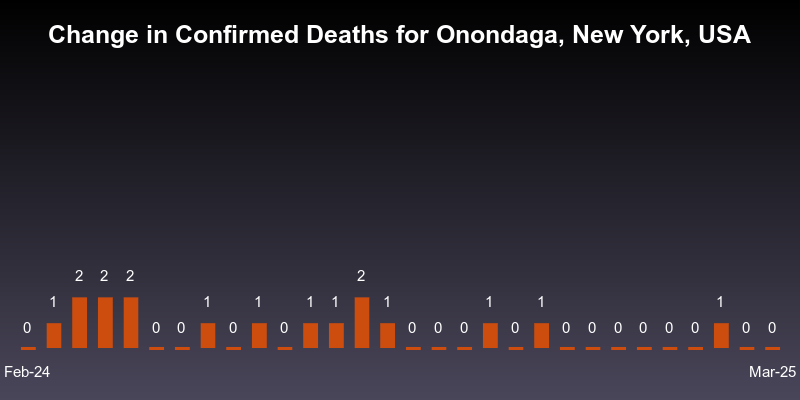 Change in Confirmed Deaths for Onondaga, New York, USA
0 1 2 2 2 0 0 1 0 1 0 1 1 2 1 0 0 0 1 0 1 0 0 0 0 0 0 1 0 0
Feb-24 Mar-25